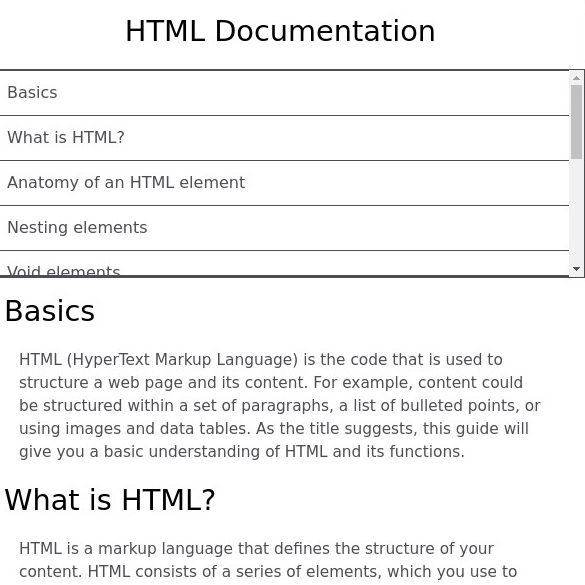 HTML Documentation
Basics
What is HTML?
Anatomy of an HTML element
Nesting elements
Void elements
Basics
HTML (HyperText Markup Language) is the code that is used to
structure a web page and its content. For example, content could
be structured within a set of paragraphs, a list of bulleted points, or
using images and data tables. As the title suggests, this guide will
give you a basic understanding of HTML and its functions.
What is HTML?
HTML is a markup language that defines the structure of your
content. HTML consists of a series of elements, which you use to